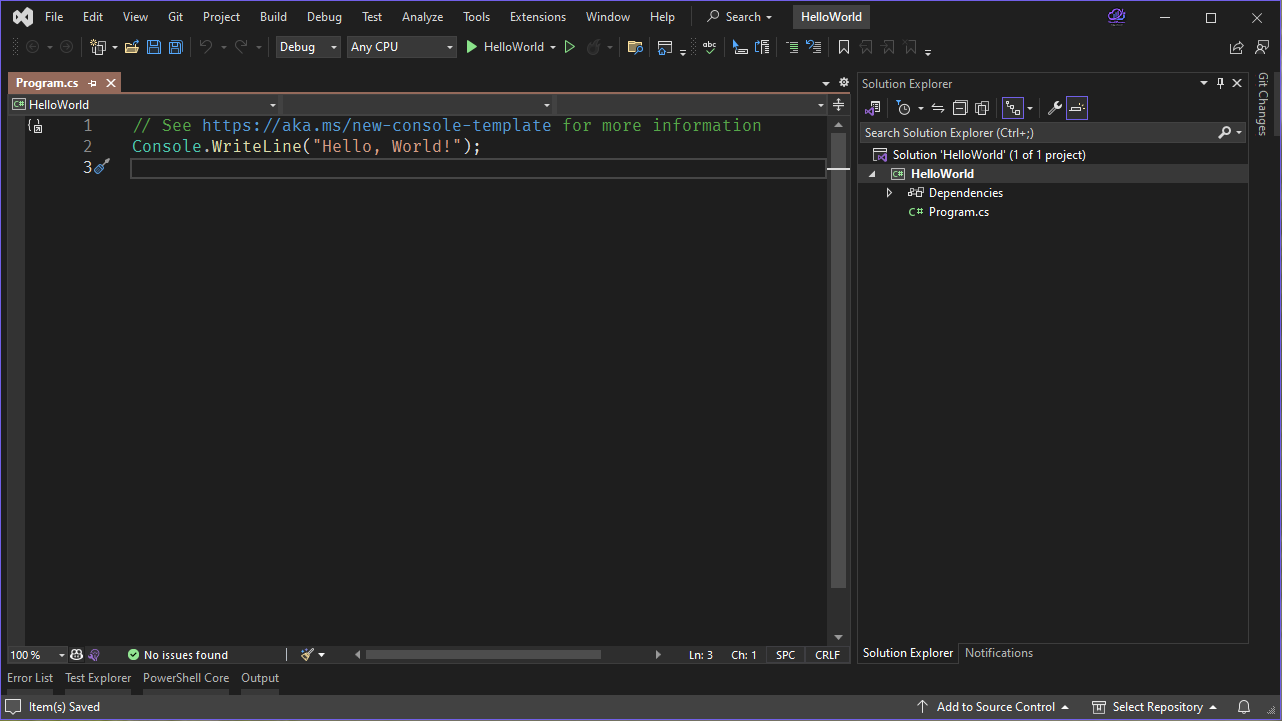 File Edit View Git Project Build Debug Test Analyze Tools Extensions Window Help Search HelloWorld
Debug Any CPU HelloWorld
Program.cs
HelloWorld
1 // See https://aka.ms/new-console-template for more information
2 Console.WriteLine("Hello, World!");
3
100 % No issues found Ln: 3 Ch: 1 SPC CRLF
Solution Explorer
Search Solution Explorer (Ctrl+;)
Solution 'HelloWorld' (1 of 1 project)
C# HelloWorld
Dependencies
C# Program.cs
Solution Explorer Notifications
Git Changes
Error List Test Explorer PowerShell Core Output
Item(s) Saved Add to Source Control Select Repository